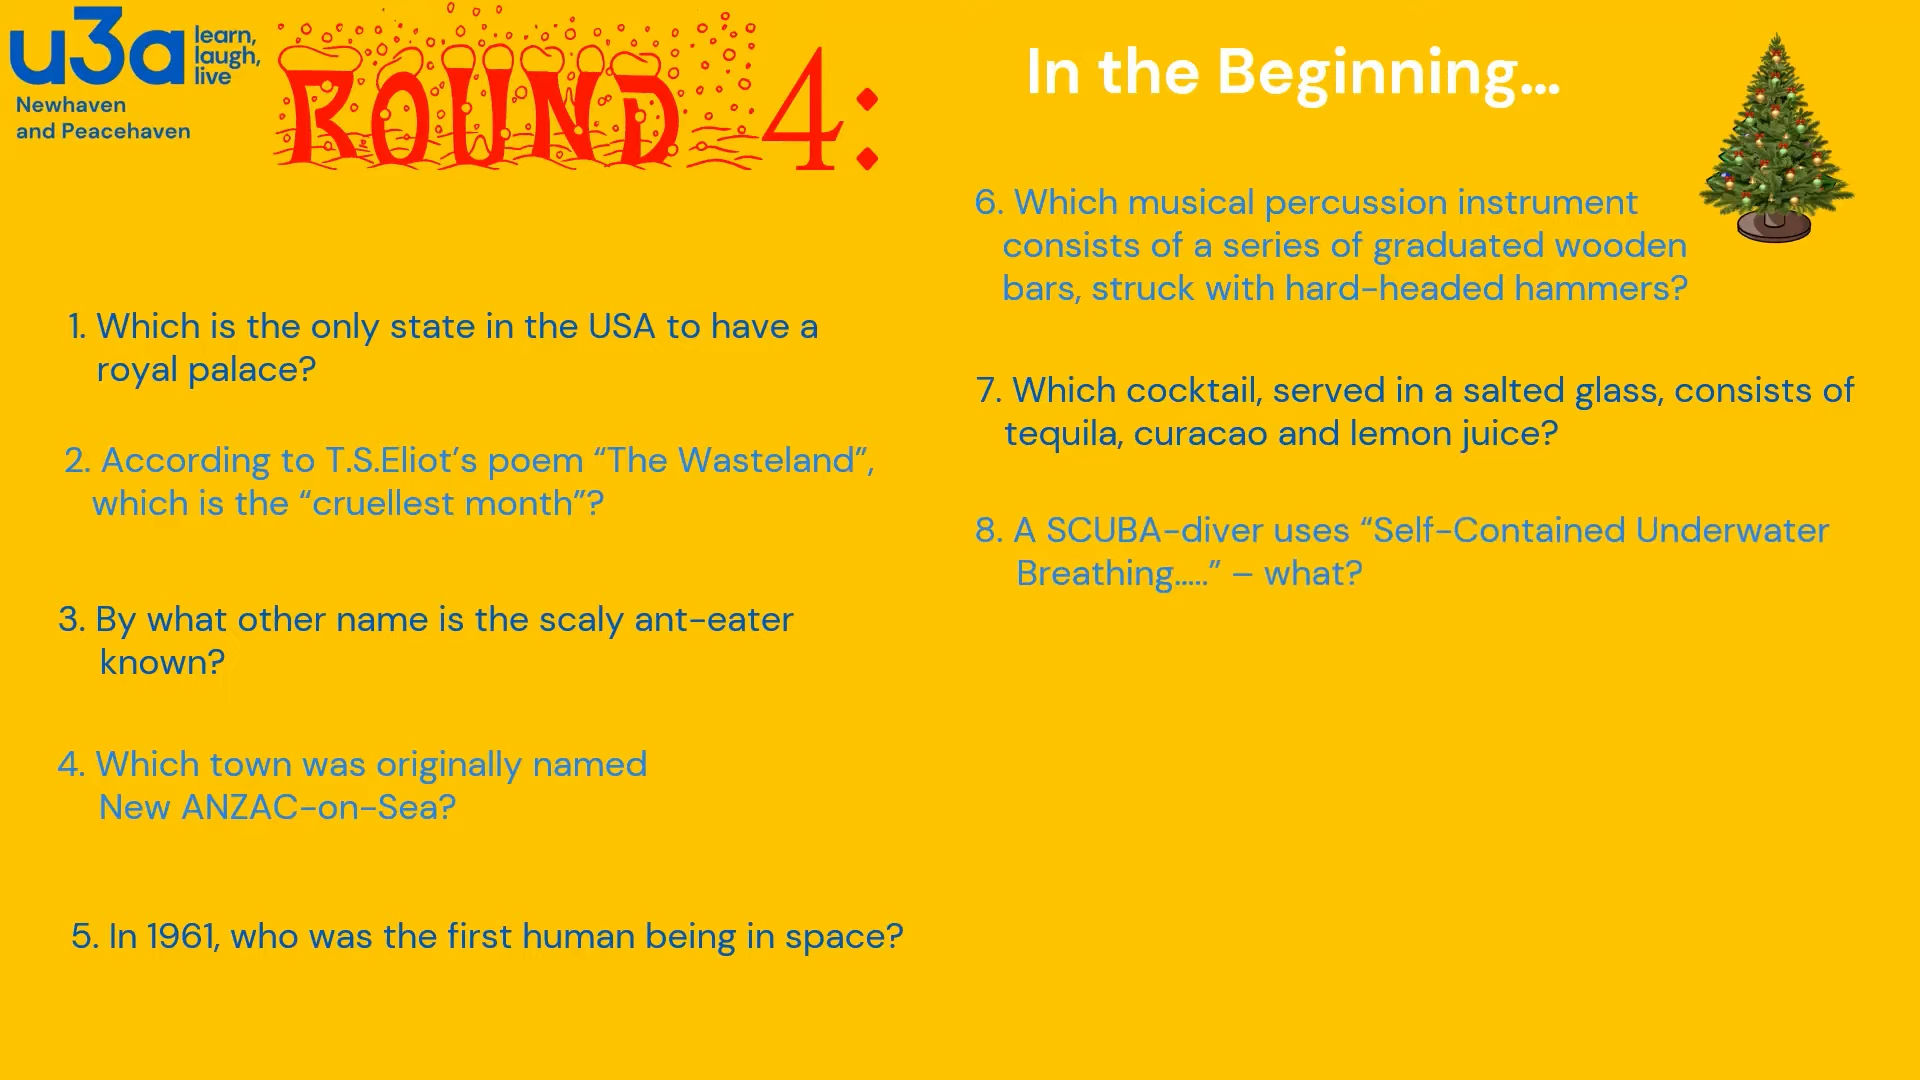 u3a learn,
laugh,
live
Newhaven
and Peacehaven
ROUND 4:
In the Beginning...
1. Which is the only state in the USA to have a
royal palace?
2. According to T.S.Eliot's poem “The Wasteland”,
which is the “cruellest month”?
3. By what other name is the scaly ant-eater
known?
4. Which town was originally named
New ANZAC-on-Sea?
5. In 1961, who was the first human being in space?
6. Which musical percussion instrument
consists of a series of graduated wooden
bars, struck with hard-headed hammers?
7. Which cocktail, served in a salted glass, consists of
tequila, curacao and lemon juice?
8. A SCUBA-diver uses “Self-Contained Underwater
Breathing.....” – what?